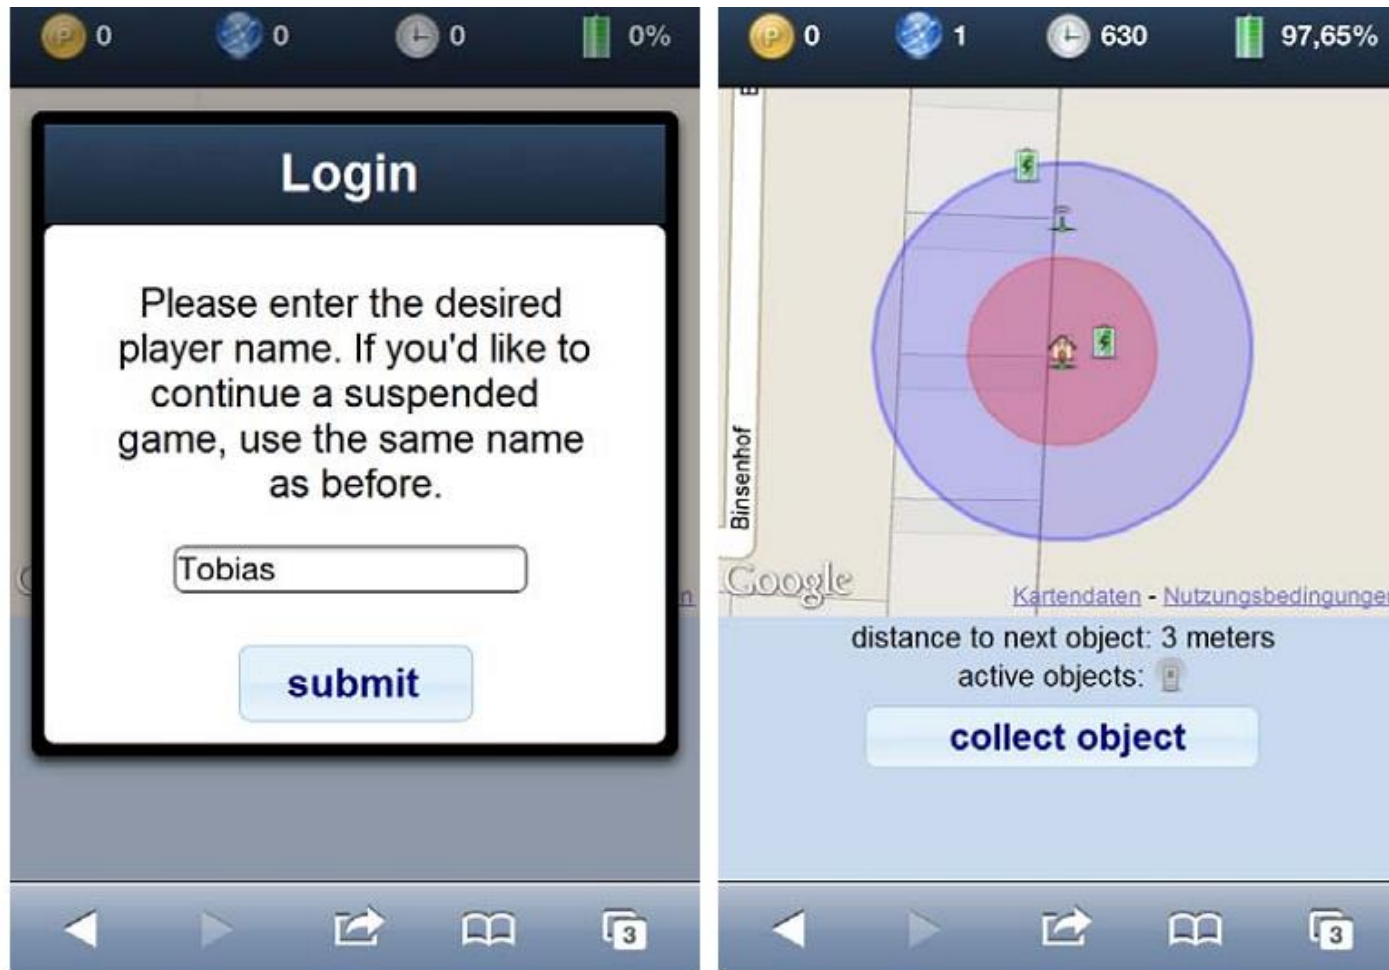 0 0 0 0%
Login
Please enter the desired
player name. If you'd like to
continue a suspended
game, use the same name
as before.
Tobias
submit
3
0 1 630 97,65%
Binsenhof
Google
Kartendaten - Nutzungsbedingungen
distance to next object: 3 meters
active objects:
collect object
3